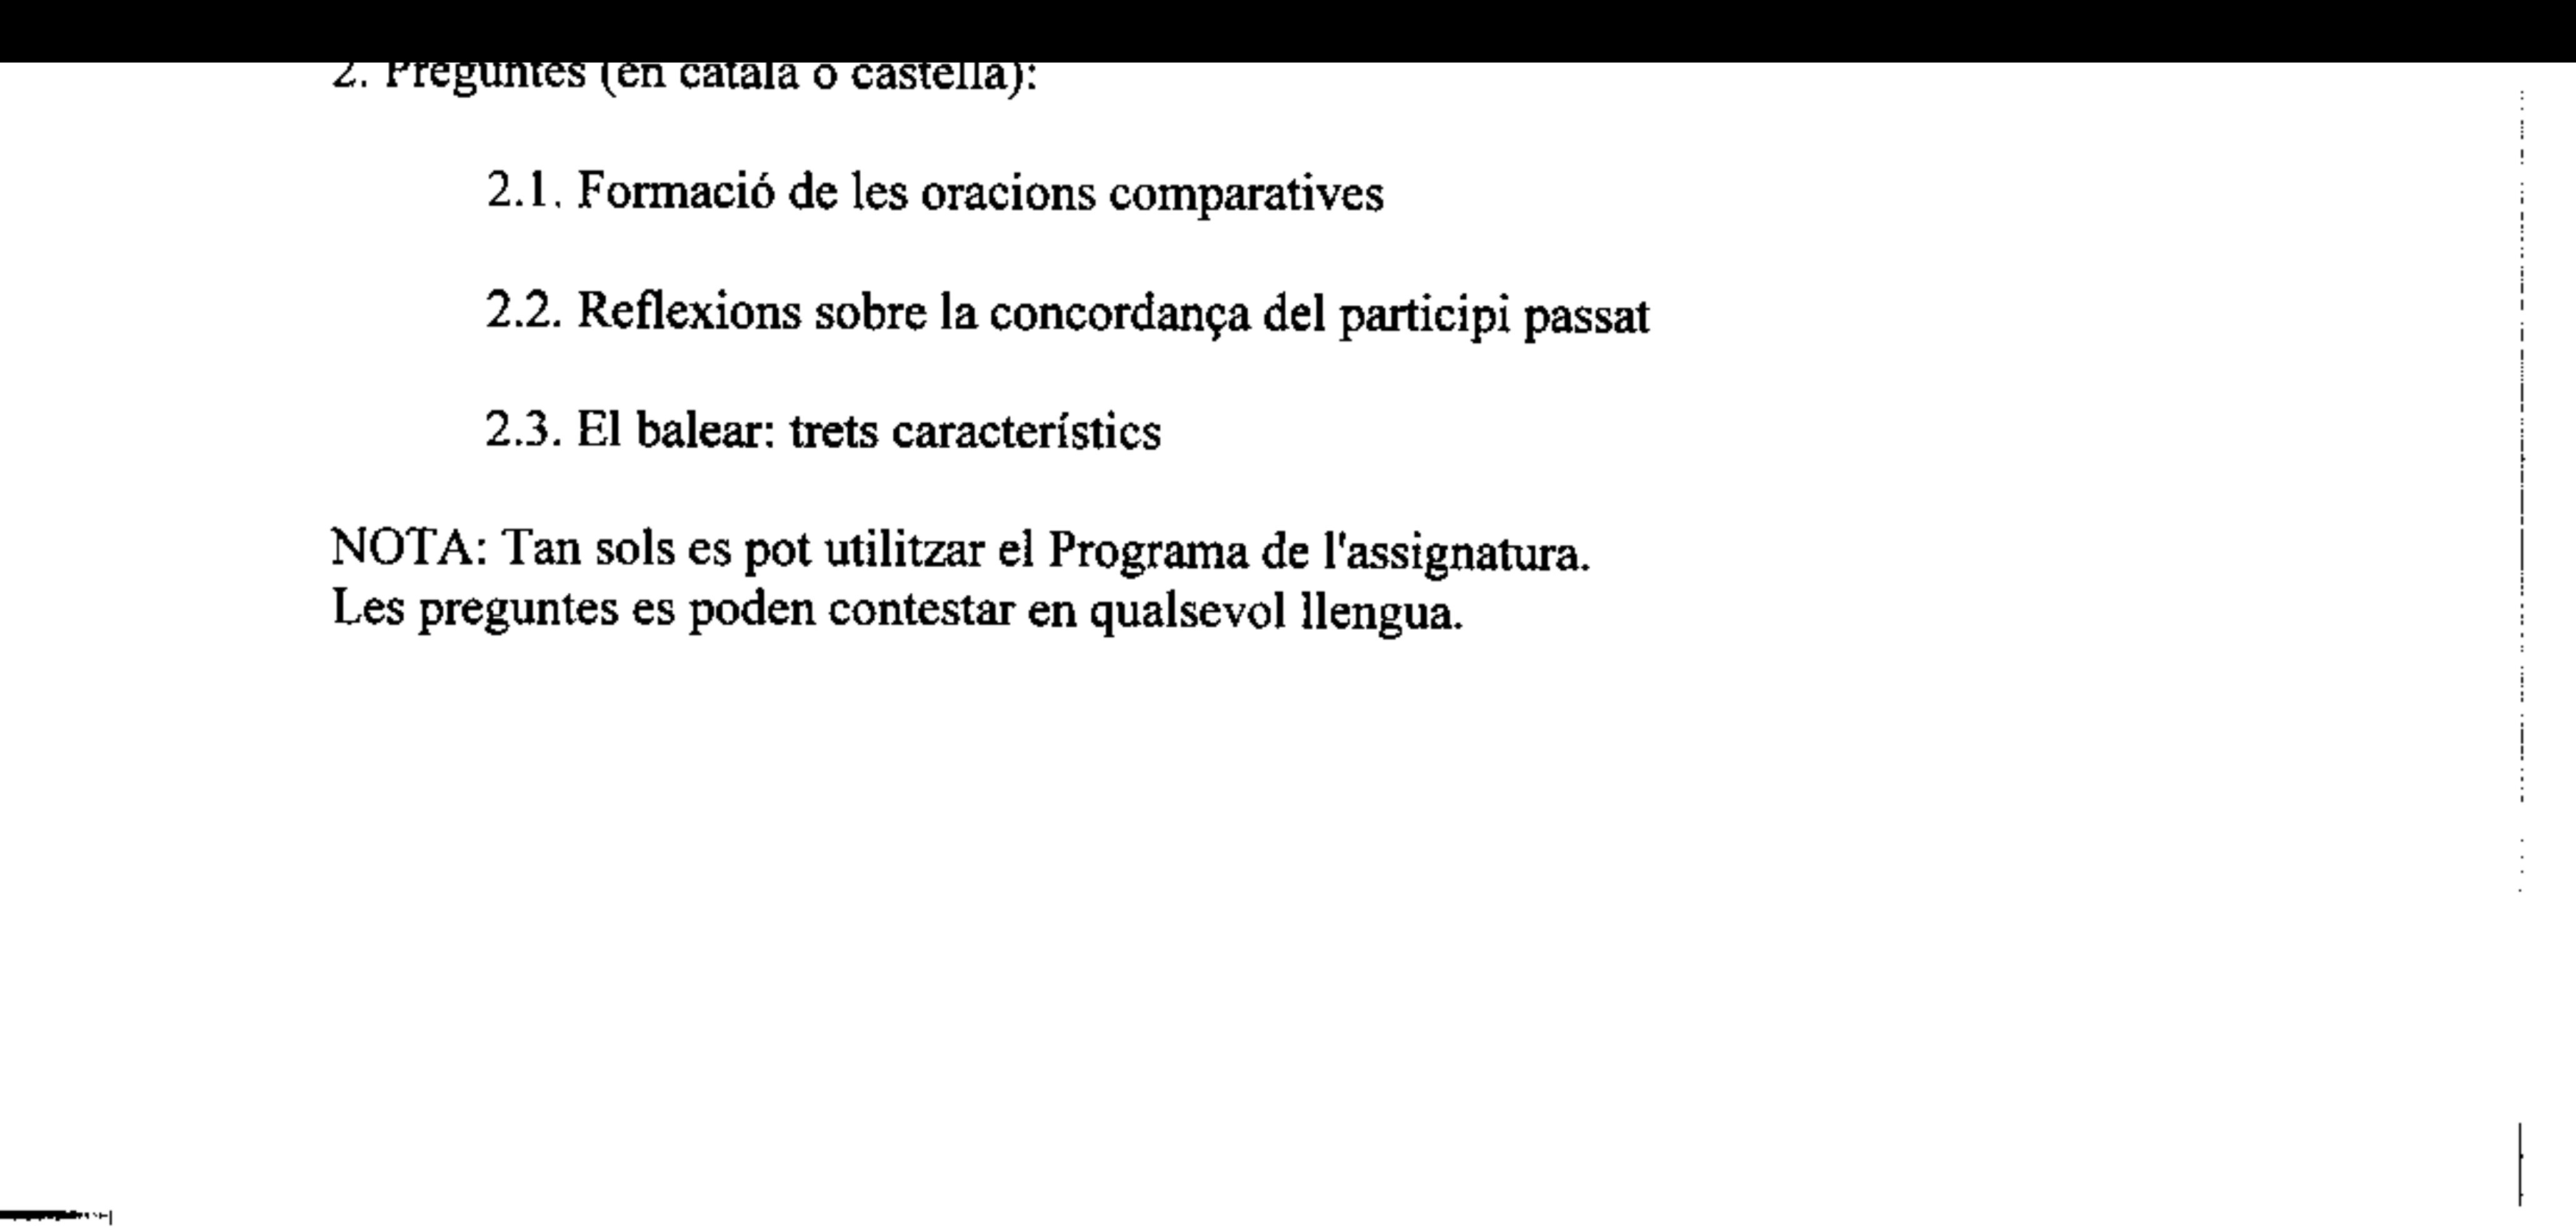 2. Preguntes (en català o castellà):
2.1. Formació de les oracions comparatives
2.2. Reflexions sobre la concordança del participi passat
2.3. El balear: trets característics
NOTA: Tan sols es pot utilitzar el Programa de l'assignatura.
Les preguntes es poden contestar en qualsevol llengua.